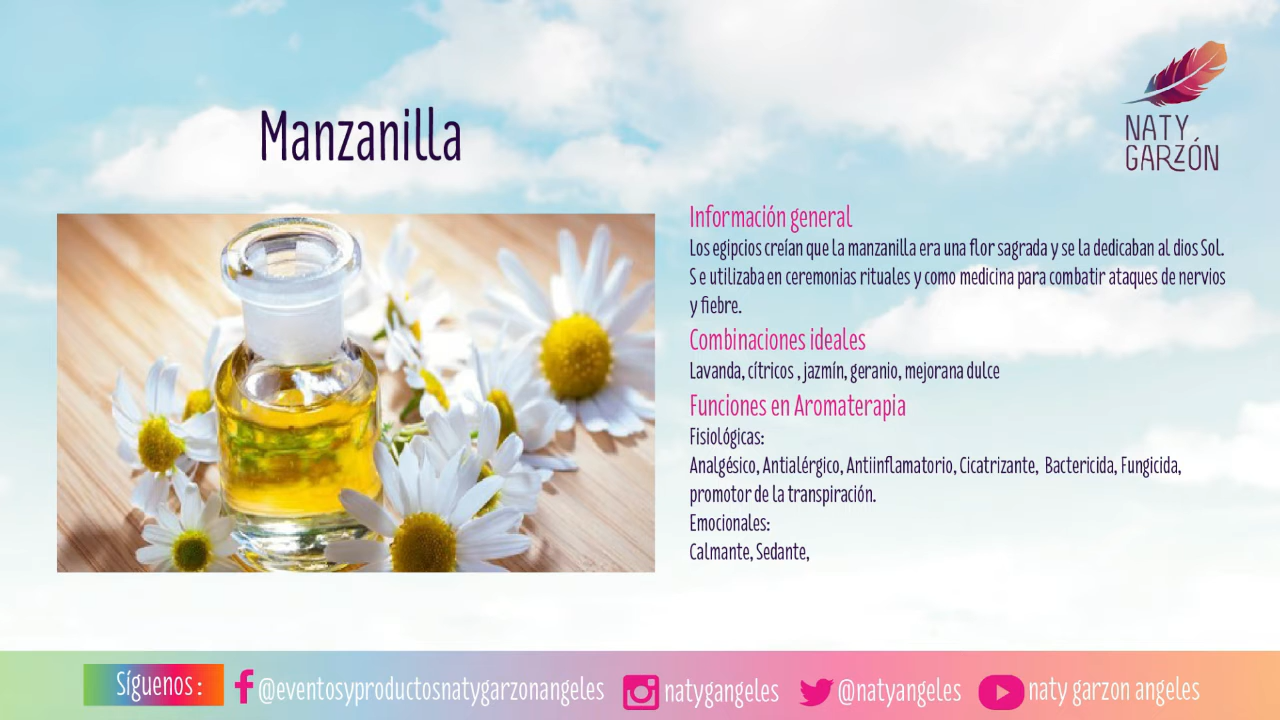 Manzanilla
NATY
GARZÓN
Información general
Los egipcios creían que la manzanilla era una flor sagrada y se la dedicaban al dios Sol.
S e utilizaba en ceremonias rituales y como medicina para combatir ataques de nervios
y fiebre.
Combinaciones ideales
Lavanda, cítricos , jazmín, geranio, mejorana dulce
Funciones en Aromaterapia
Fisiológicas:
Analgésico, Antialérgico, Antiinflamatorio, Cicatrizante,  Bactericida, Fungicida,
promotor de la transpiración.
Emocionales:
Calmante, Sedante,
Síguenos : @eventosyproductosnatygarzonangeles natygangeles @natyangeles naty garzon angeles